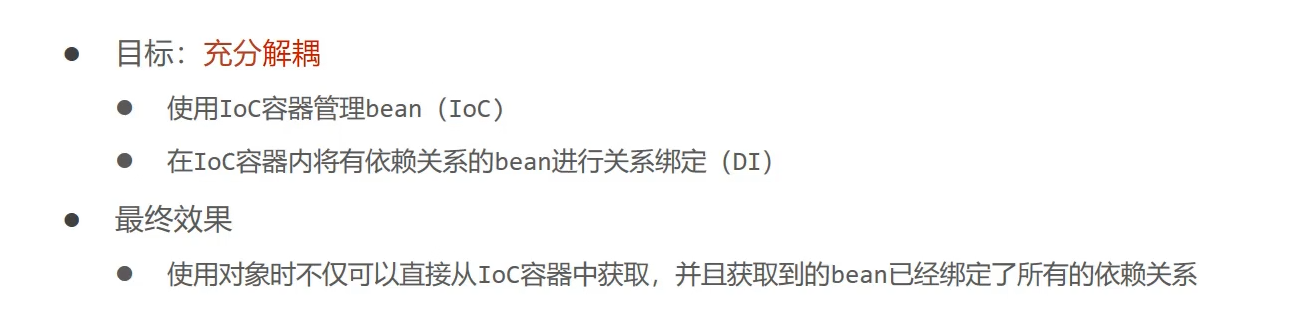 目标：充分解耦
使用IoC容器管理bean（IoC）
在IoC容器内将有依赖关系的bean进行关系绑定（DI）
最终效果
使用对象时不仅可以直接从IoC容器中获取，并且获取到的bean已经绑定了所有的依赖关系